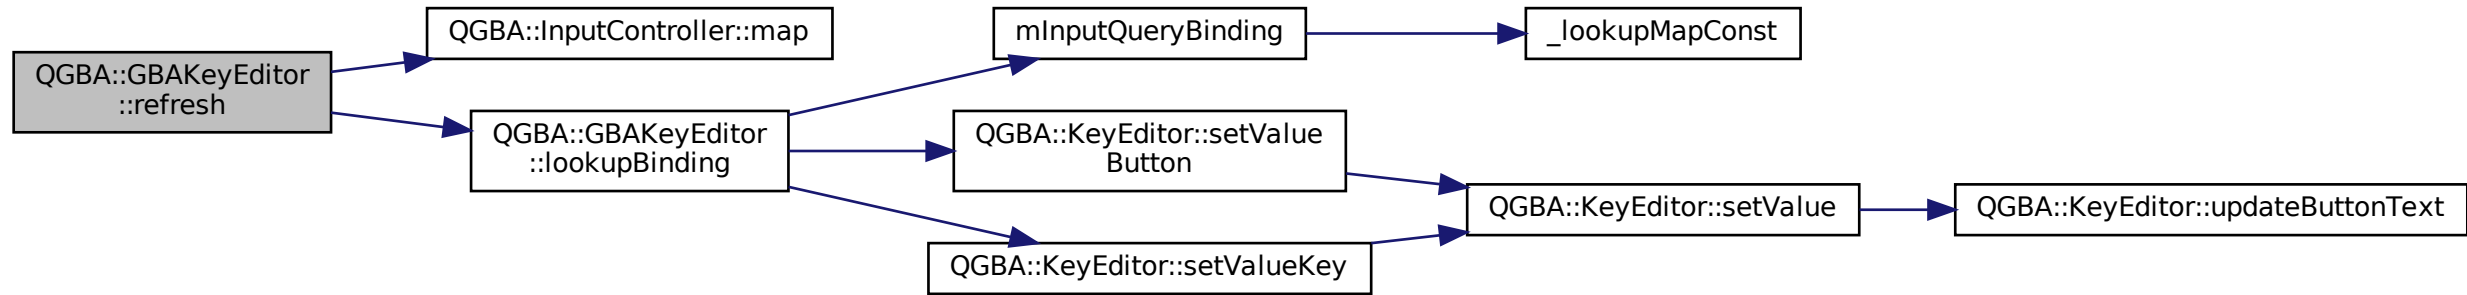 QGBA::GBAKeyEditor
::refresh
QGBA::InputController::map
QGBA::GBAKeyEditor
::lookupBinding
mInputQueryBinding
_lookupMapConst
QGBA::KeyEditor::setValue
Button
QGBA::KeyEditor::setValueKey
QGBA::KeyEditor::setValue
QGBA::KeyEditor::updateButtonText